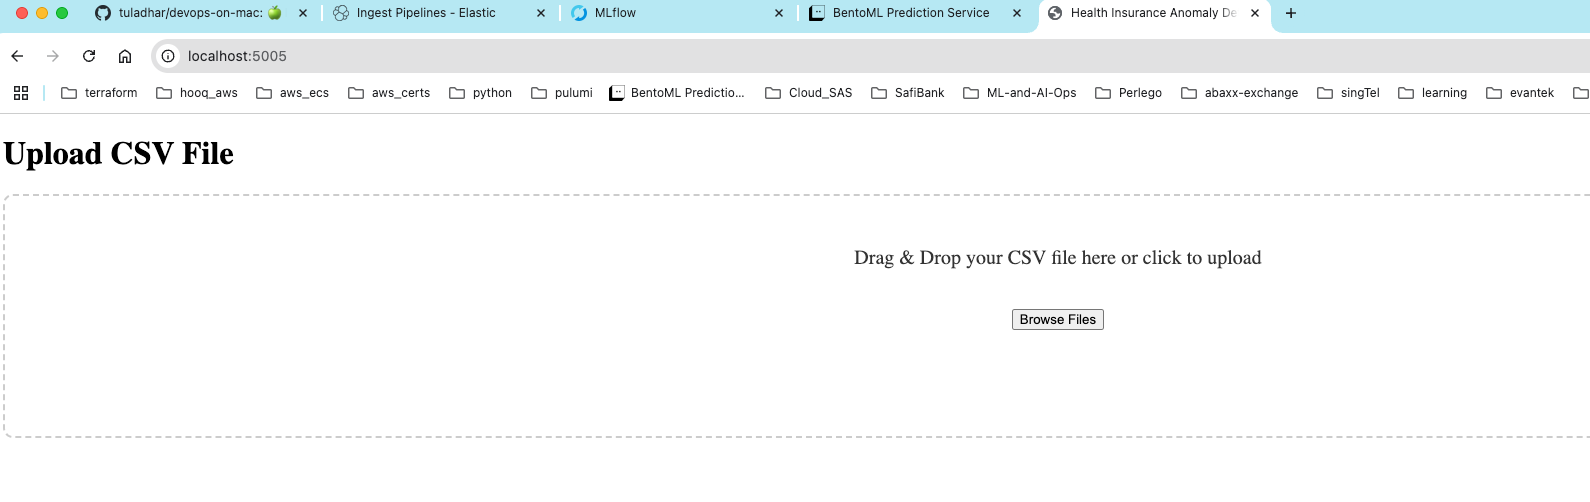 tuladhar/devops-on-mac: 🍏
Ingest Pipelines - Elastic
MLflow
BentoML Prediction Service
Health Insurance Anomaly De
localhost:5005
terraform
hooq_aws
aws_ecs
aws_certs
python
pulumi
BentoML Predictio...
Cloud_SAS
SafiBank
ML-and-AI-Ops
Perlego
abaxx-exchange
singTel
learning
evantek
Upload CSV File
Drag & Drop your CSV file here or click to upload
Browse Files